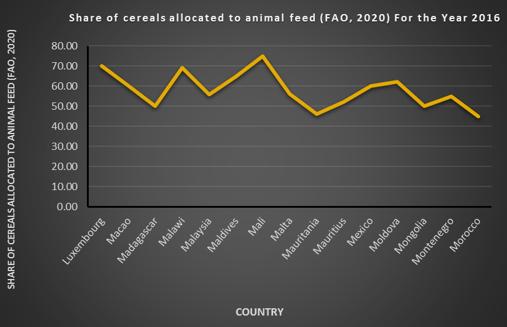 Share of cereals allocated to animal feed (FAO, 2020) For the Year 2016
SHARE OF CEREALS ALLOCATED TO ANIMAL FEED (FAO, 2020)
80.00
70.00
60.00
50.00
40.00
30.00
20.00
10.00
0.00
Luxembourg
Macao
Madagascar
Malawi
Malaysia
Maldives
Mali
Malta
Mauritania
Mauritius
Mexico
Moldova
Mongolia
Montenegro
Morocco
COUNTRY